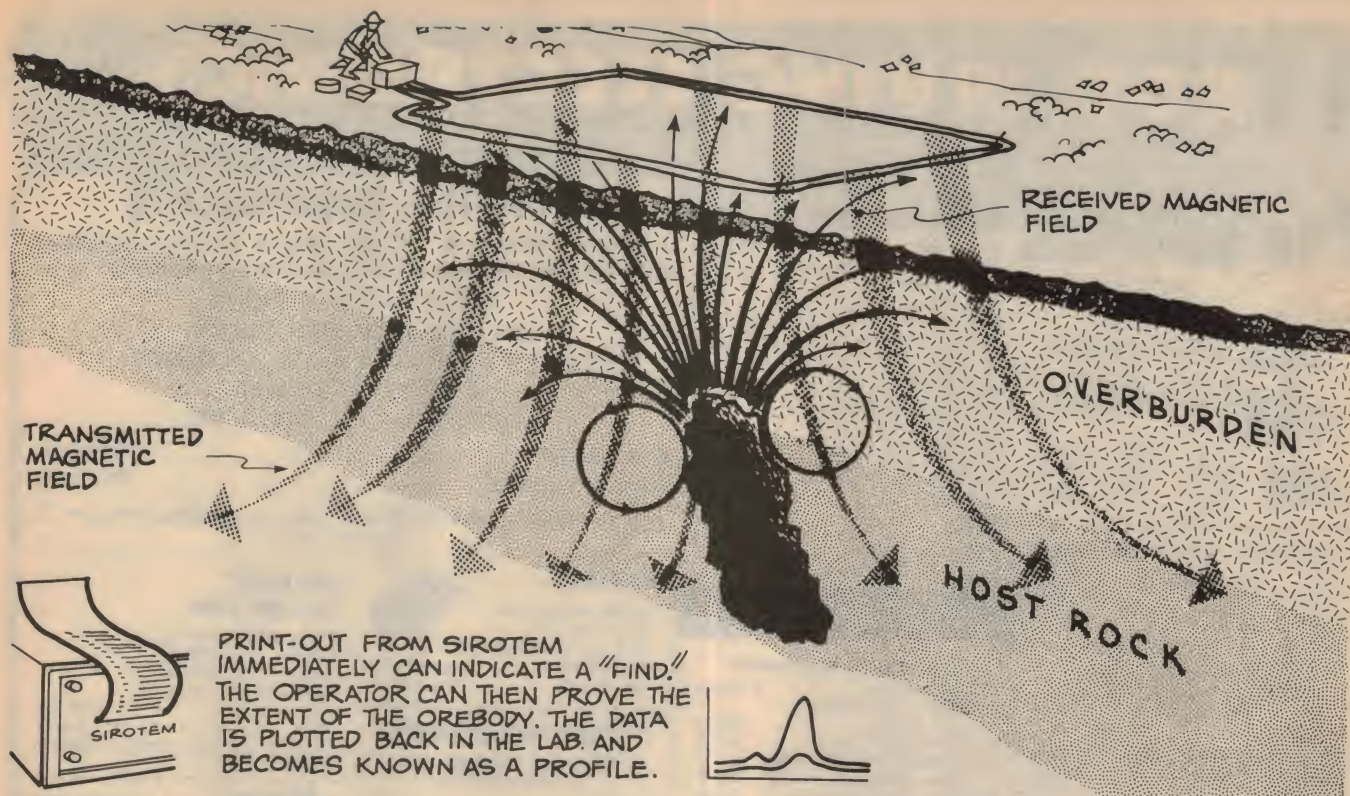 RECEIVED MAGNETIC
FIELD
OVERBURDEN
TRANSMITTED
MAGNETIC
FIELD
HOST ROCK
SIROTEM
PRINT-OUT FROM SIROTEM
IMMEDIATELY CAN INDICATE A "FIND."
THE OPERATOR CAN THEN PROVE THE
EXTENT OF THE OREBODY. THE DATA
IS PLOTTED BACK IN THE LAB. AND
BECOMES KNOWN AS A PROFILE.